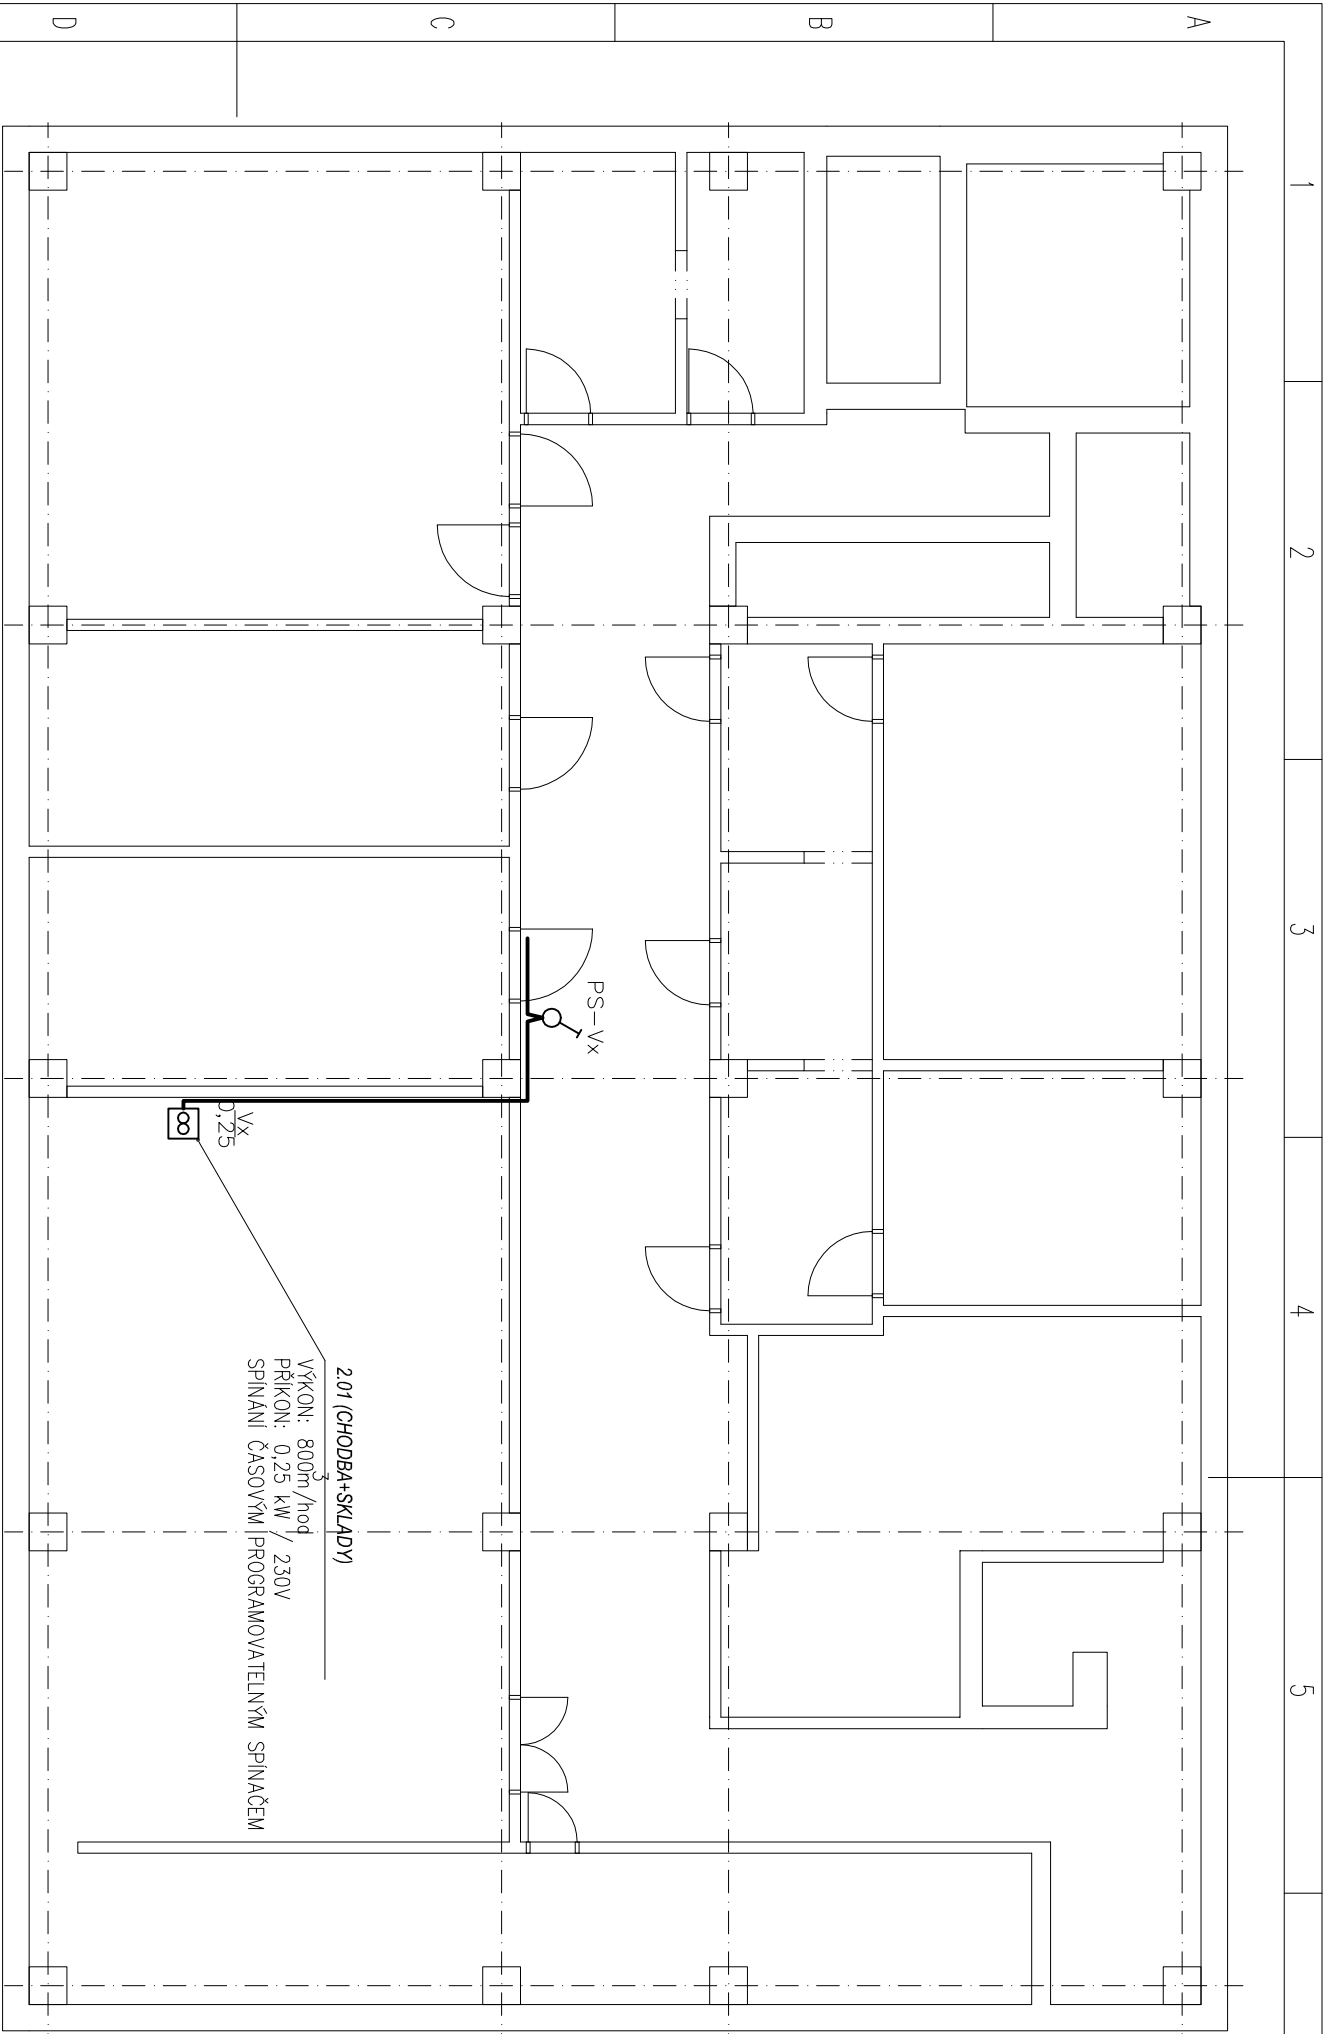 1
2
3
4
5
A
B
C
D
PS-Vx
Vx
0,25
2.01 (CHODBA+SKLADY)
VÝKON: 800m³/hod
PŘÍKON: 0,25 kW / 230V
SPÍNÁNÍ ČASOVÝM PROGRAMOVATELNÝM SPÍNAČEM